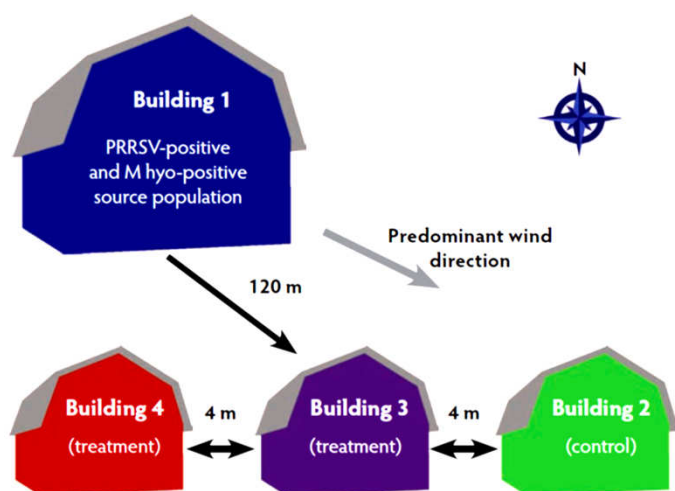 Building 1
PRRSV-positive
and M hyo-positive
source population
N
Predominant wind
direction
120 m
Building 4
(treatment)
4 m
Building 3
(treatment)
4 m
Building 2
(control)